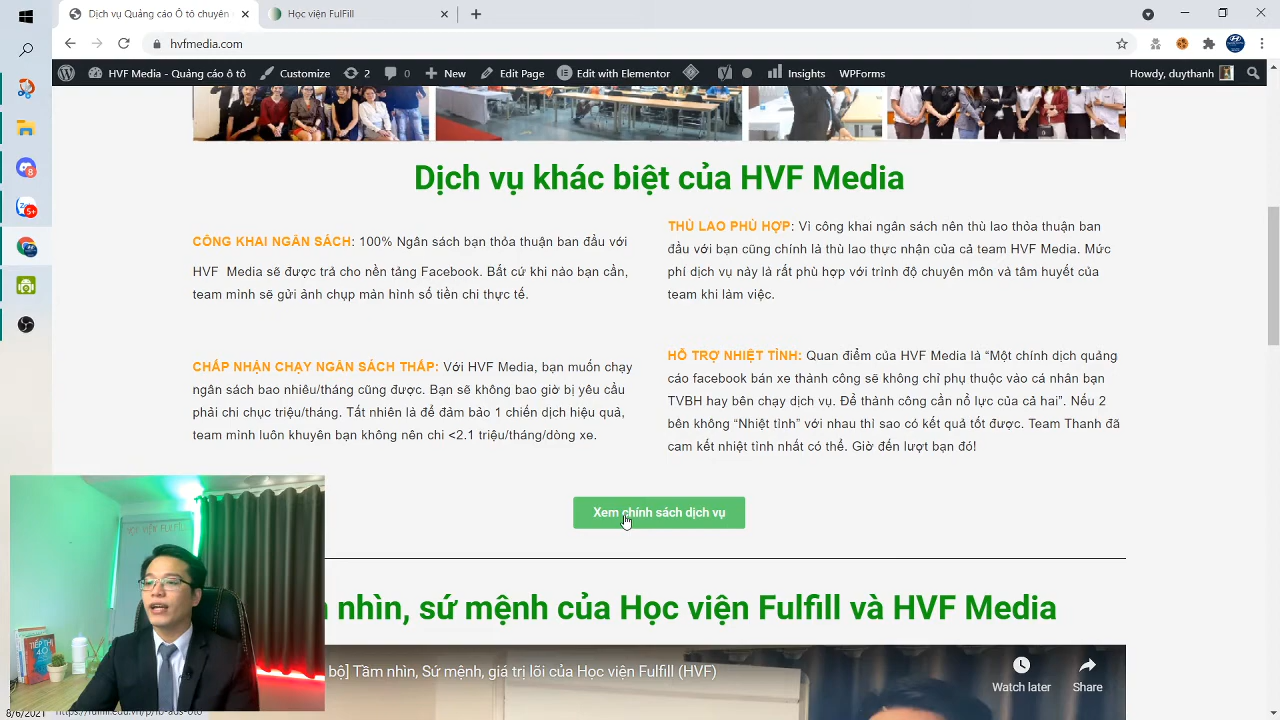 Dịch vụ Quảng cáo Ô tô chuyên
Học viện FulFill
hvfmedia.com
HVF Media - Quảng cáo ô tô
Customize
2
0
New
Edit Page
Edit with Elementor
Insights
WPForms
Howdy, duythanh
Dịch vụ khác biệt của HVF Media
CÔNG KHAI NGÂN SÁCH: 100% Ngân sách bạn thỏa thuận ban đầu với
HVF Media sẽ được trả cho nền tảng Facebook. Bất cứ khi nào bạn cần,
team mình sẽ gửi ảnh chụp màn hình số tiền chi thực tế.
THÙ LAO PHÙ HỢP: Vì công khai ngân sách nên thù lao thỏa thuận ban
đầu với bạn cũng chính là thù lao thực nhận của cả team HVF Media. Mức
phí dịch vụ này là rất phù hợp với trình độ chuyên môn và tâm huyết của
team khi làm việc.
CHẤP NHẬN CHẠY NGÂN SÁCH THẤP: Với HVF Media, bạn muốn chạy
ngân sách bao nhiêu/tháng cũng được. Bạn sẽ không bao giờ bị yêu cầu
phải chi chục triệu/tháng. Tất nhiên là để đảm bảo 1 chiến dịch hiệu quả,
team mình luôn khuyên bạn không nên chi <2.1 triệu/tháng/dòng xe.
HỖ TRỢ NHIỆT TÌNH: Quan điểm của HVF Media là “Một chính dịch quảng
cáo facebook bán xe thành công sẽ không chỉ phụ thuộc vào cá nhân bạn
TVBH hay bên chạy dịch vụ. Để thành công cần nổ lực của cả hai”. Nếu 2
bên không “Nhiệt tình” với nhau thì sao có kết quả tốt được. Team Thanh đã
cam kết nhiệt tình nhất có thể. Giờ đến lượt bạn đó!
Xem chính sách dịch vụ
nhìn, sứ mệnh của Học viện Fulfill và HVF Media
bộ] Tầm nhìn, Sứ mệnh, giá trị lõi của Học viện Fulfill (HVF)
Watch later
Share
HỌC VIỆN FULFILL
TIẾP THỊ
4.0
8
5+